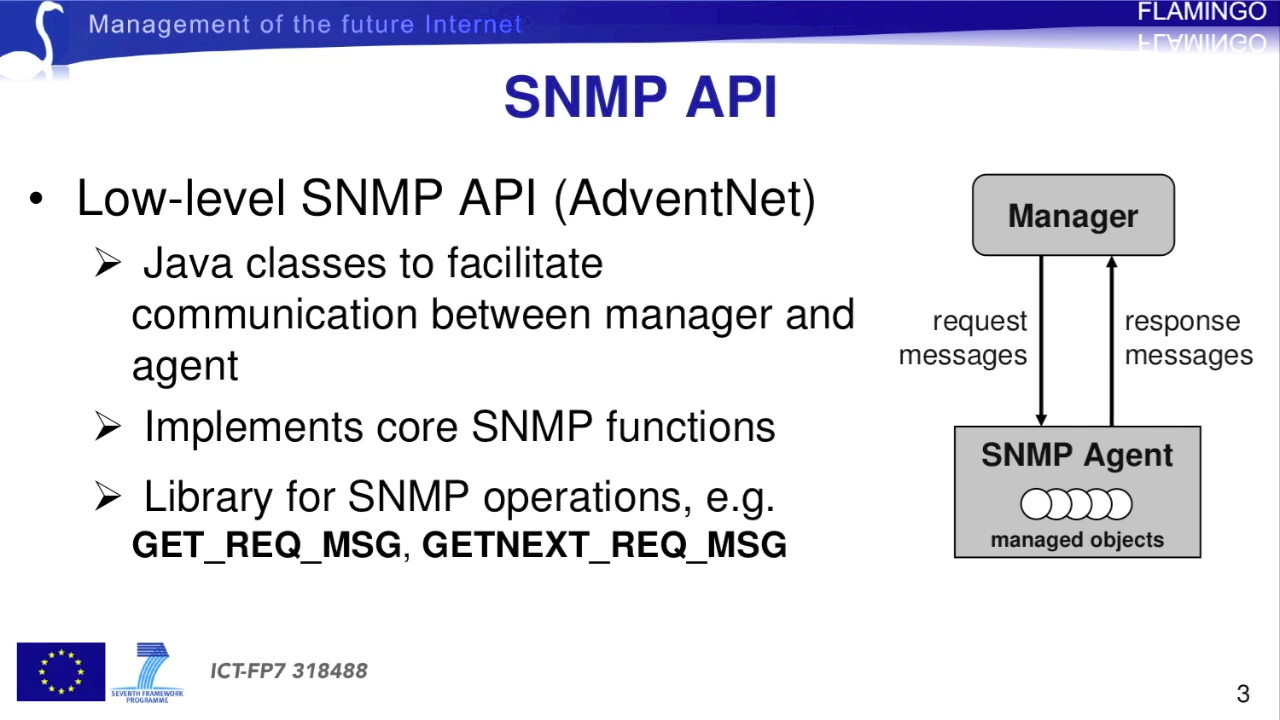 Management of the future Internet
FLAMINGO
SNMP API
• Low-level SNMP API (AdventNet)
➢ Java classes to facilitate
communication between manager and
agent
➢ Implements core SNMP functions
➢ Library for SNMP operations, e.g.
GET_REQ_MSG, GETNEXT_REQ_MSG
Manager
request
messages
response
messages
SNMP Agent
managed objects
SEVENTH FRAMEWORK
PROGRAMME
ICT-FP7 318488
3